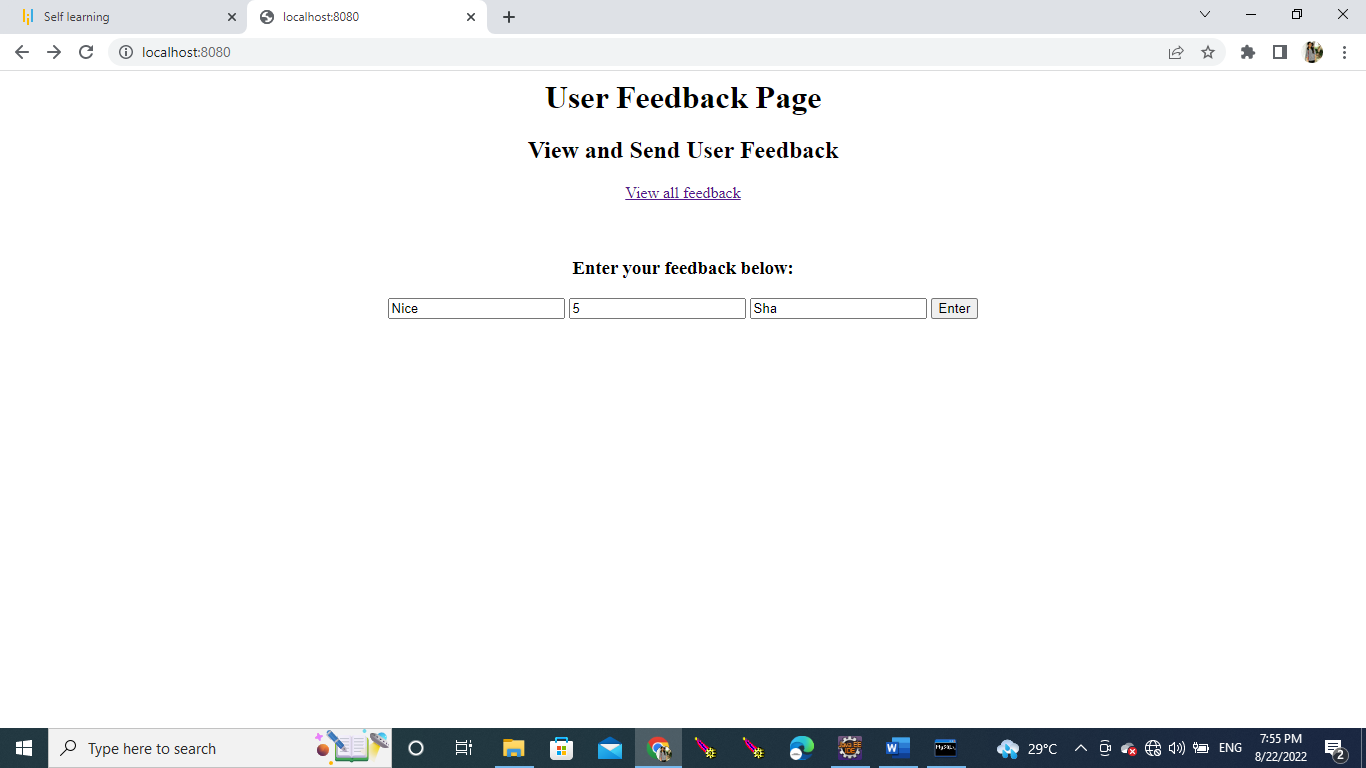 Self learning
localhost:8080
localhost:8080
User Feedback Page
View and Send User Feedback
View all feedback
Enter your feedback below:
Nice 5 Sha Enter
Type here to search
29°C
ENG
7:55 PM
8/22/2022
2